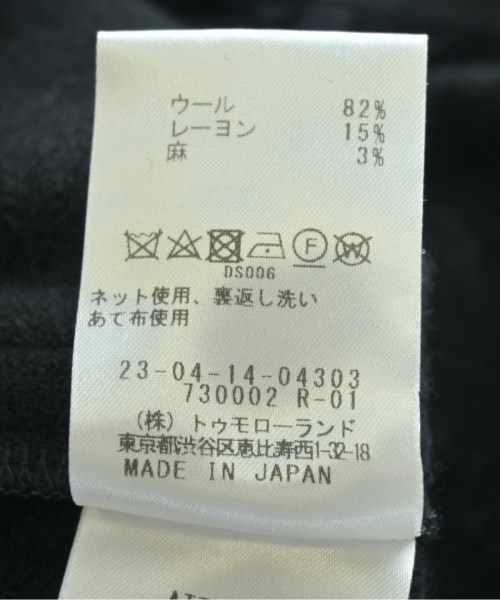 ウール 82%
レーヨン 15%
麻 3%
F W
DS006
ネット使用、裏返し洗い
あて布使用
23-04-14-04303
730002 R-01
(株) トゥモローランド
東京都渋谷区恵比寿西1-32-18
MADE IN JAPAN